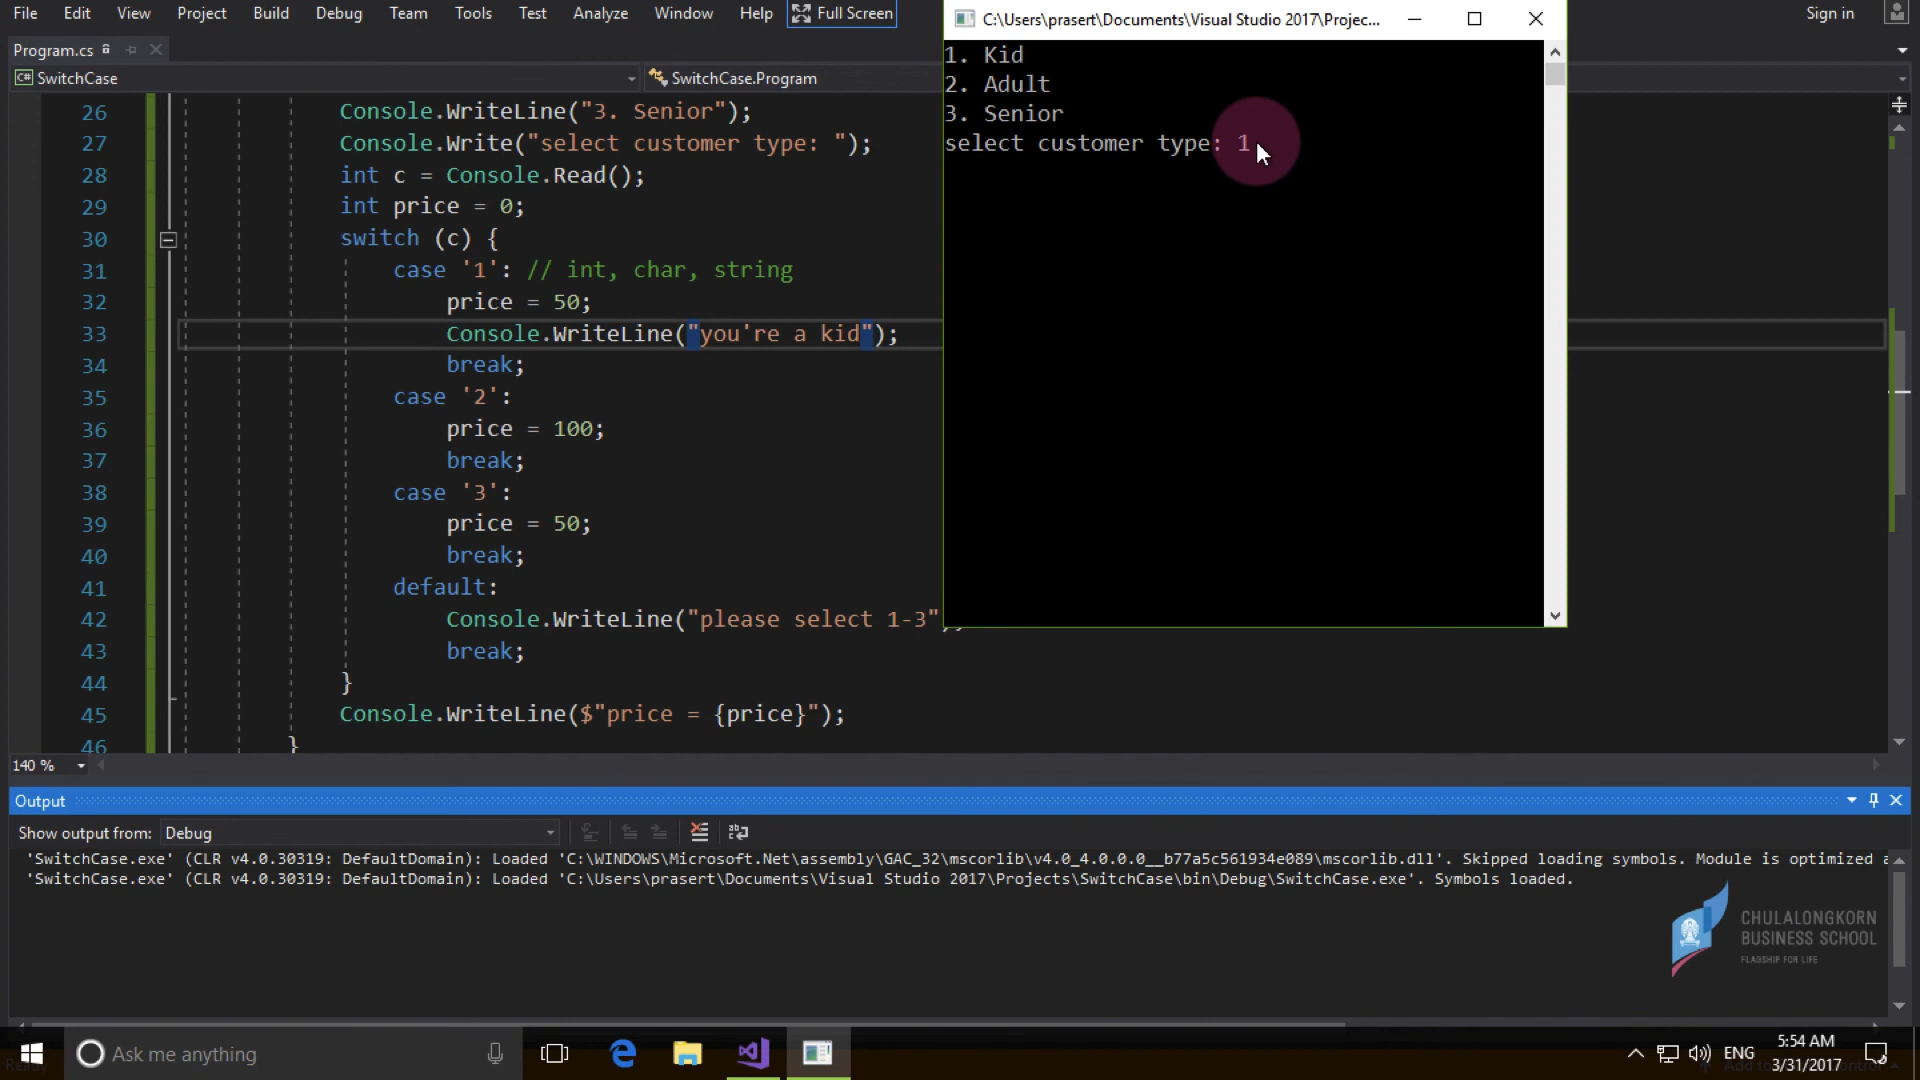 File Edit View Project Build Debug Team Tools Test Analyze Window Help Full Screen
Sign in
C:\Users\prasert\Documents\Visual Studio 2017\Projec...
Program.cs
SwitchCase
SwitchCase.Program
1. Kid
2. Adult
3. Senior
select customer type: 1
26 Console.WriteLine("3. Senior");
27 Console.Write("select customer type: ");
28 int c = Console.Read();
29 int price = 0;
30 switch (c) {
31 case '1': // int, char, string
32 price = 50;
33 Console.WriteLine("you're a kid");
34 break;
35 case '2':
36 price = 100;
37 break;
38 case '3':
39 price = 50;
40 break;
41 default:
42 Console.WriteLine("please select 1-3"
43 break;
44 }
45 Console.WriteLine($"price = {price}");
46 }
140 %
Output
Show output from: Debug
'SwitchCase.exe' (CLR v4.0.30319: DefaultDomain): Loaded 'C:\WINDOWS\Microsoft.Net\assembly\GAC_32\mscorlib\v4.0_4.0.0.0__b77a5c561934e089\mscorlib.dll'. Skipped loading symbols. Module is optimized a
'SwitchCase.exe' (CLR v4.0.30319: DefaultDomain): Loaded 'C:\Users\prasert\Documents\Visual Studio 2017\Projects\SwitchCase\bin\Debug\SwitchCase.exe'. Symbols loaded.
CHULALONGKORN
BUSINESS SCHOOL
FLAGSHIP FOR LIFE
Ask me anything
ENG
5:54 AM
3/31/2017